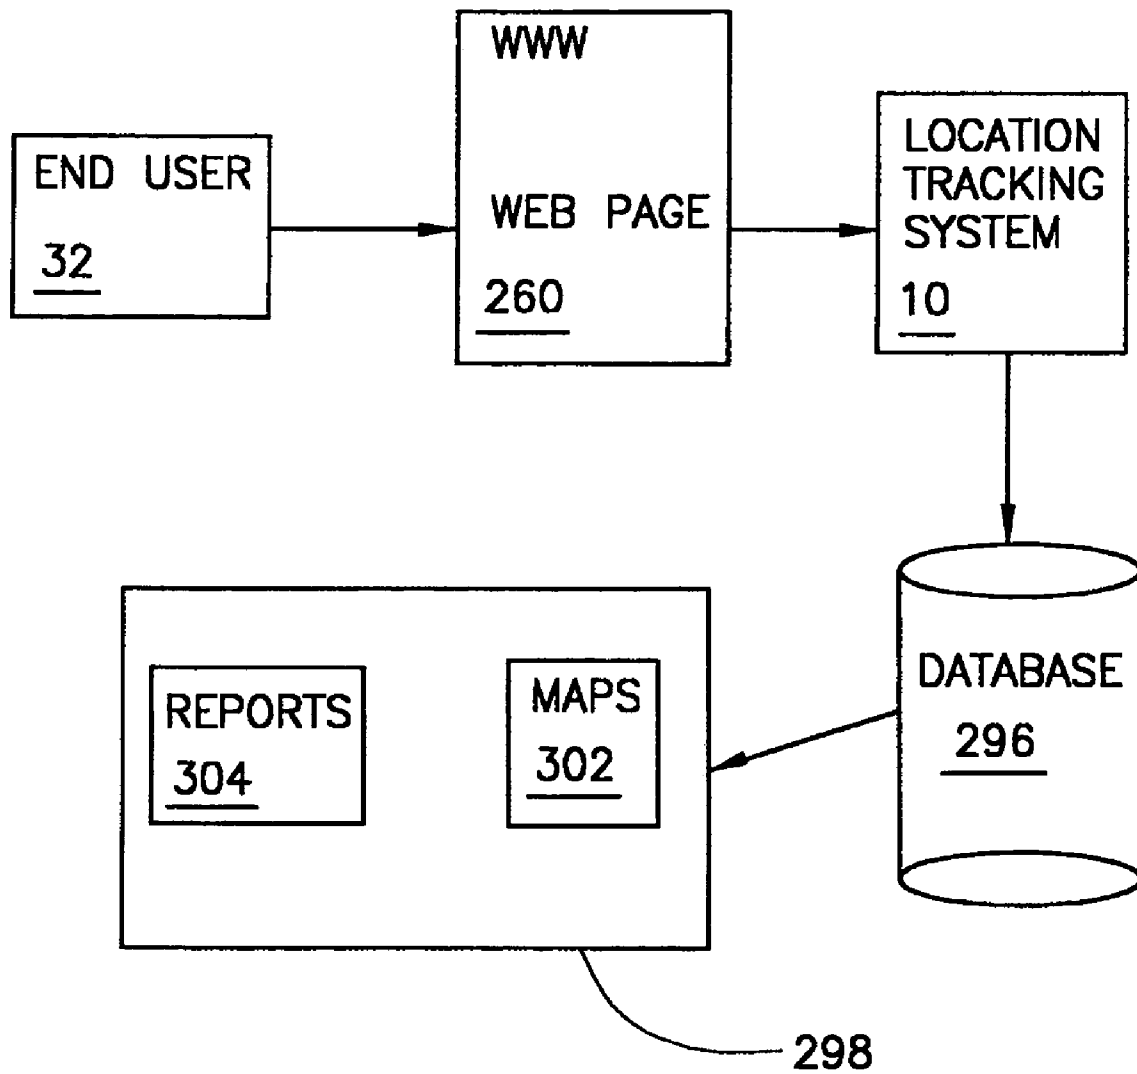 END USER
32
WWW
WEB PAGE
260
LOCATION
TRACKING
SYSTEM
10
REPORTS
304
MAPS
302
DATABASE
296
298